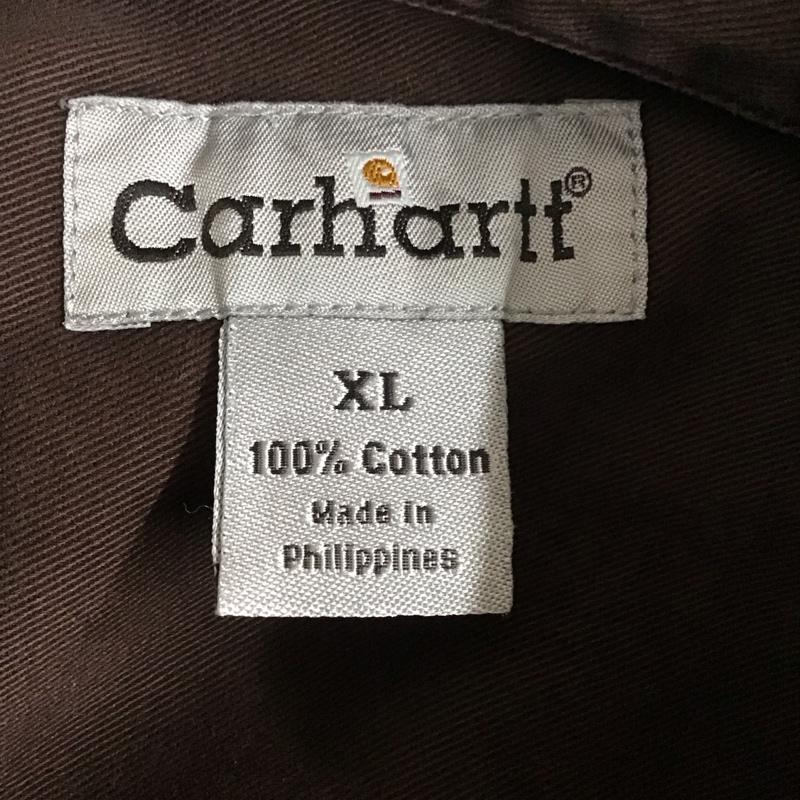 Carhartt®
XL
100% Cotton
Made in
Philippines